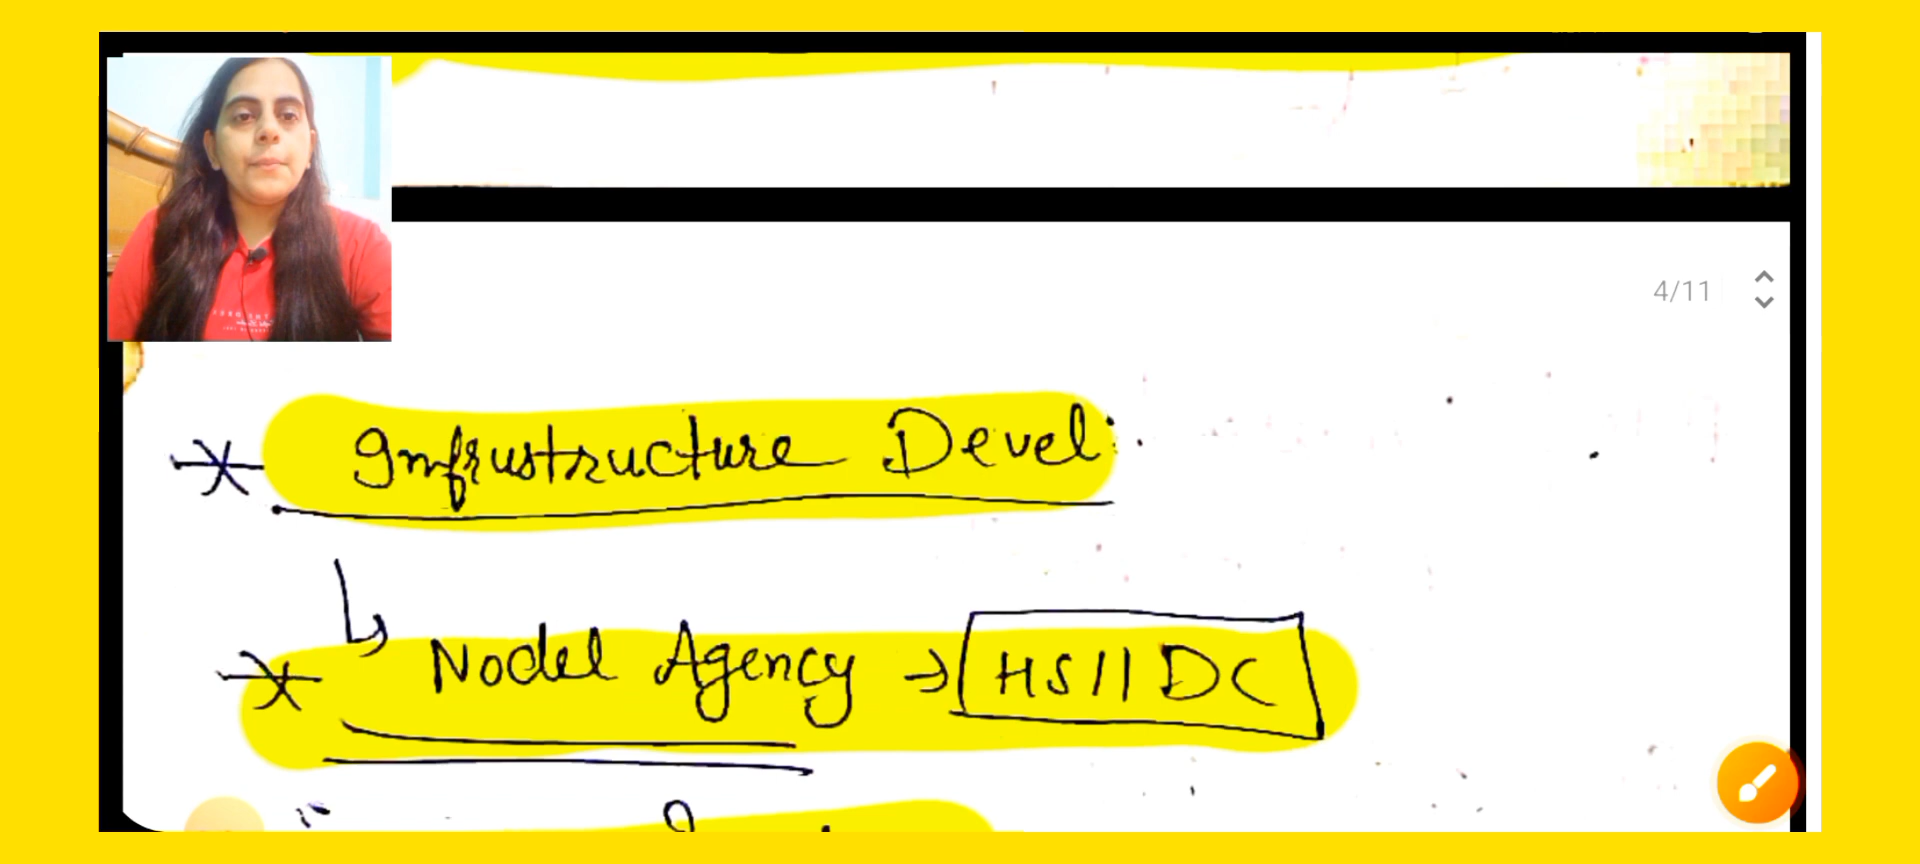 4/11
Infrustructure Devel.
Nodel Agency → HSIIDC